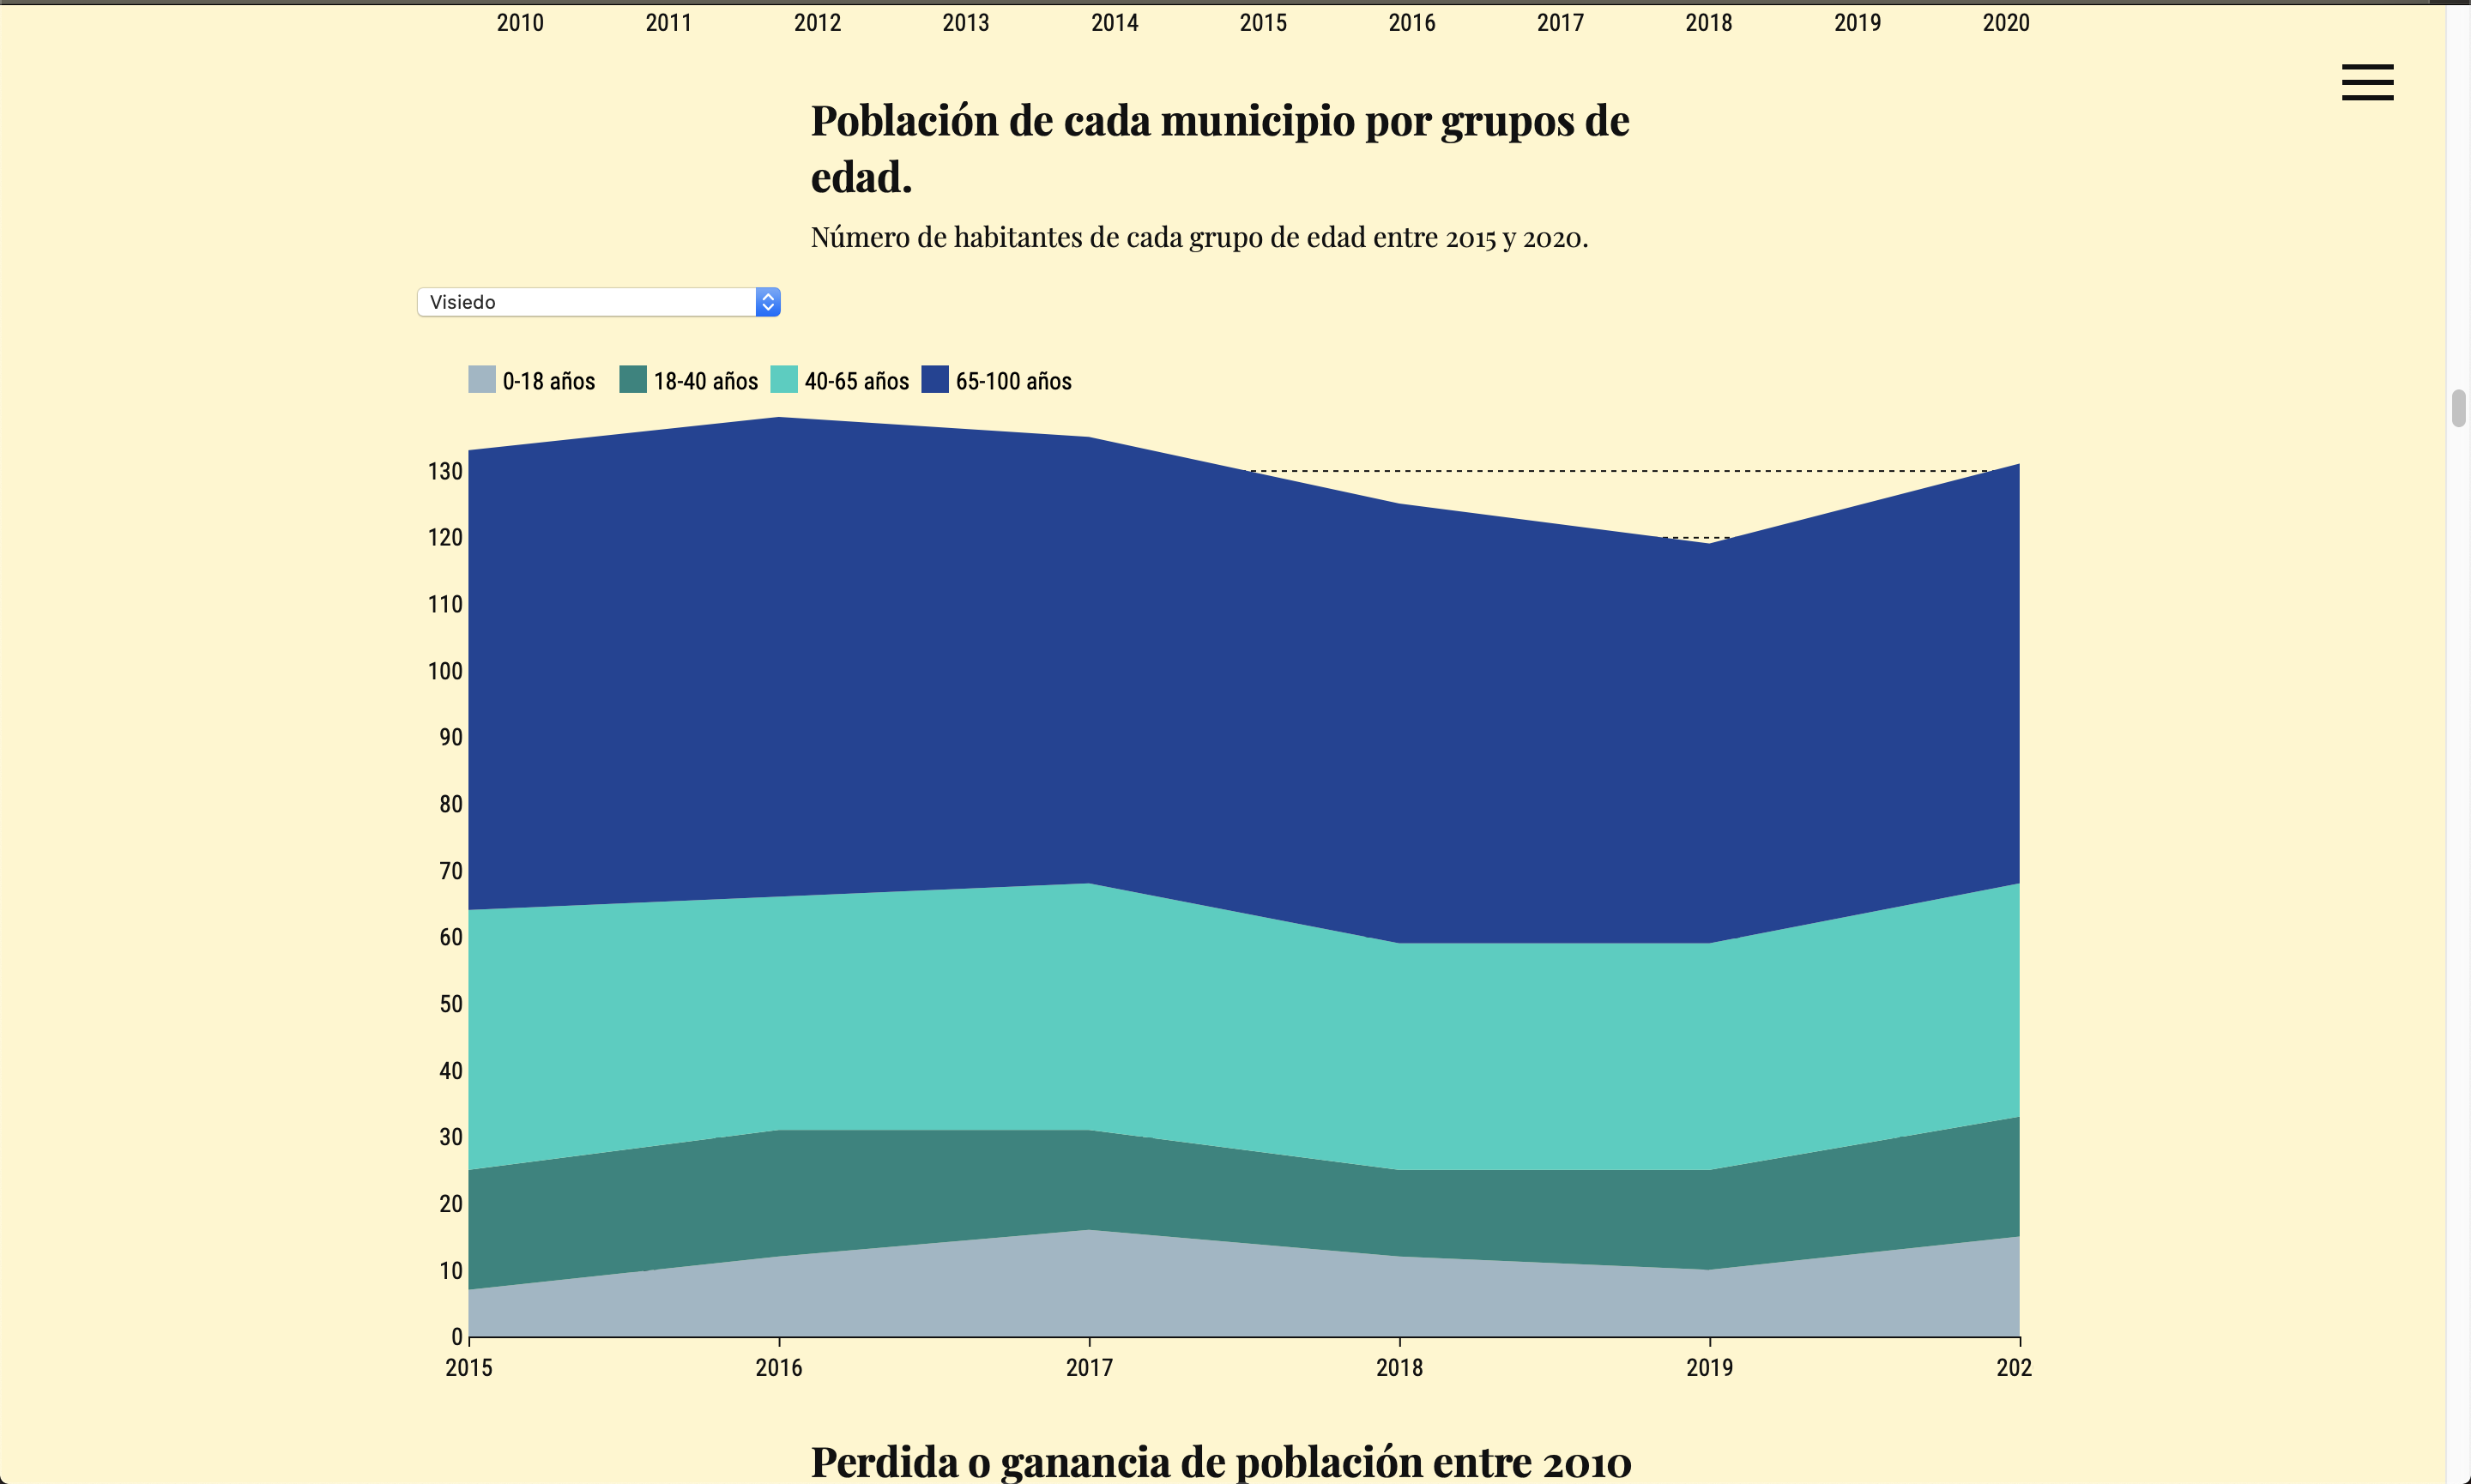 2010 2011 2012 2013 2014 2015 2016 2017 2018 2019 2020
Población de cada municipio por grupos de
edad.
Número de habitantes de cada grupo de edad entre 2015 y 2020.
Visiedo
0-18 años 18-40 años 40-65 años 65-100 años
130
120
110
100
90
80
70
60
50
40
30
20
10
0
2015 2016 2017 2018 2019 202
Perdida o ganancia de población entre 2010